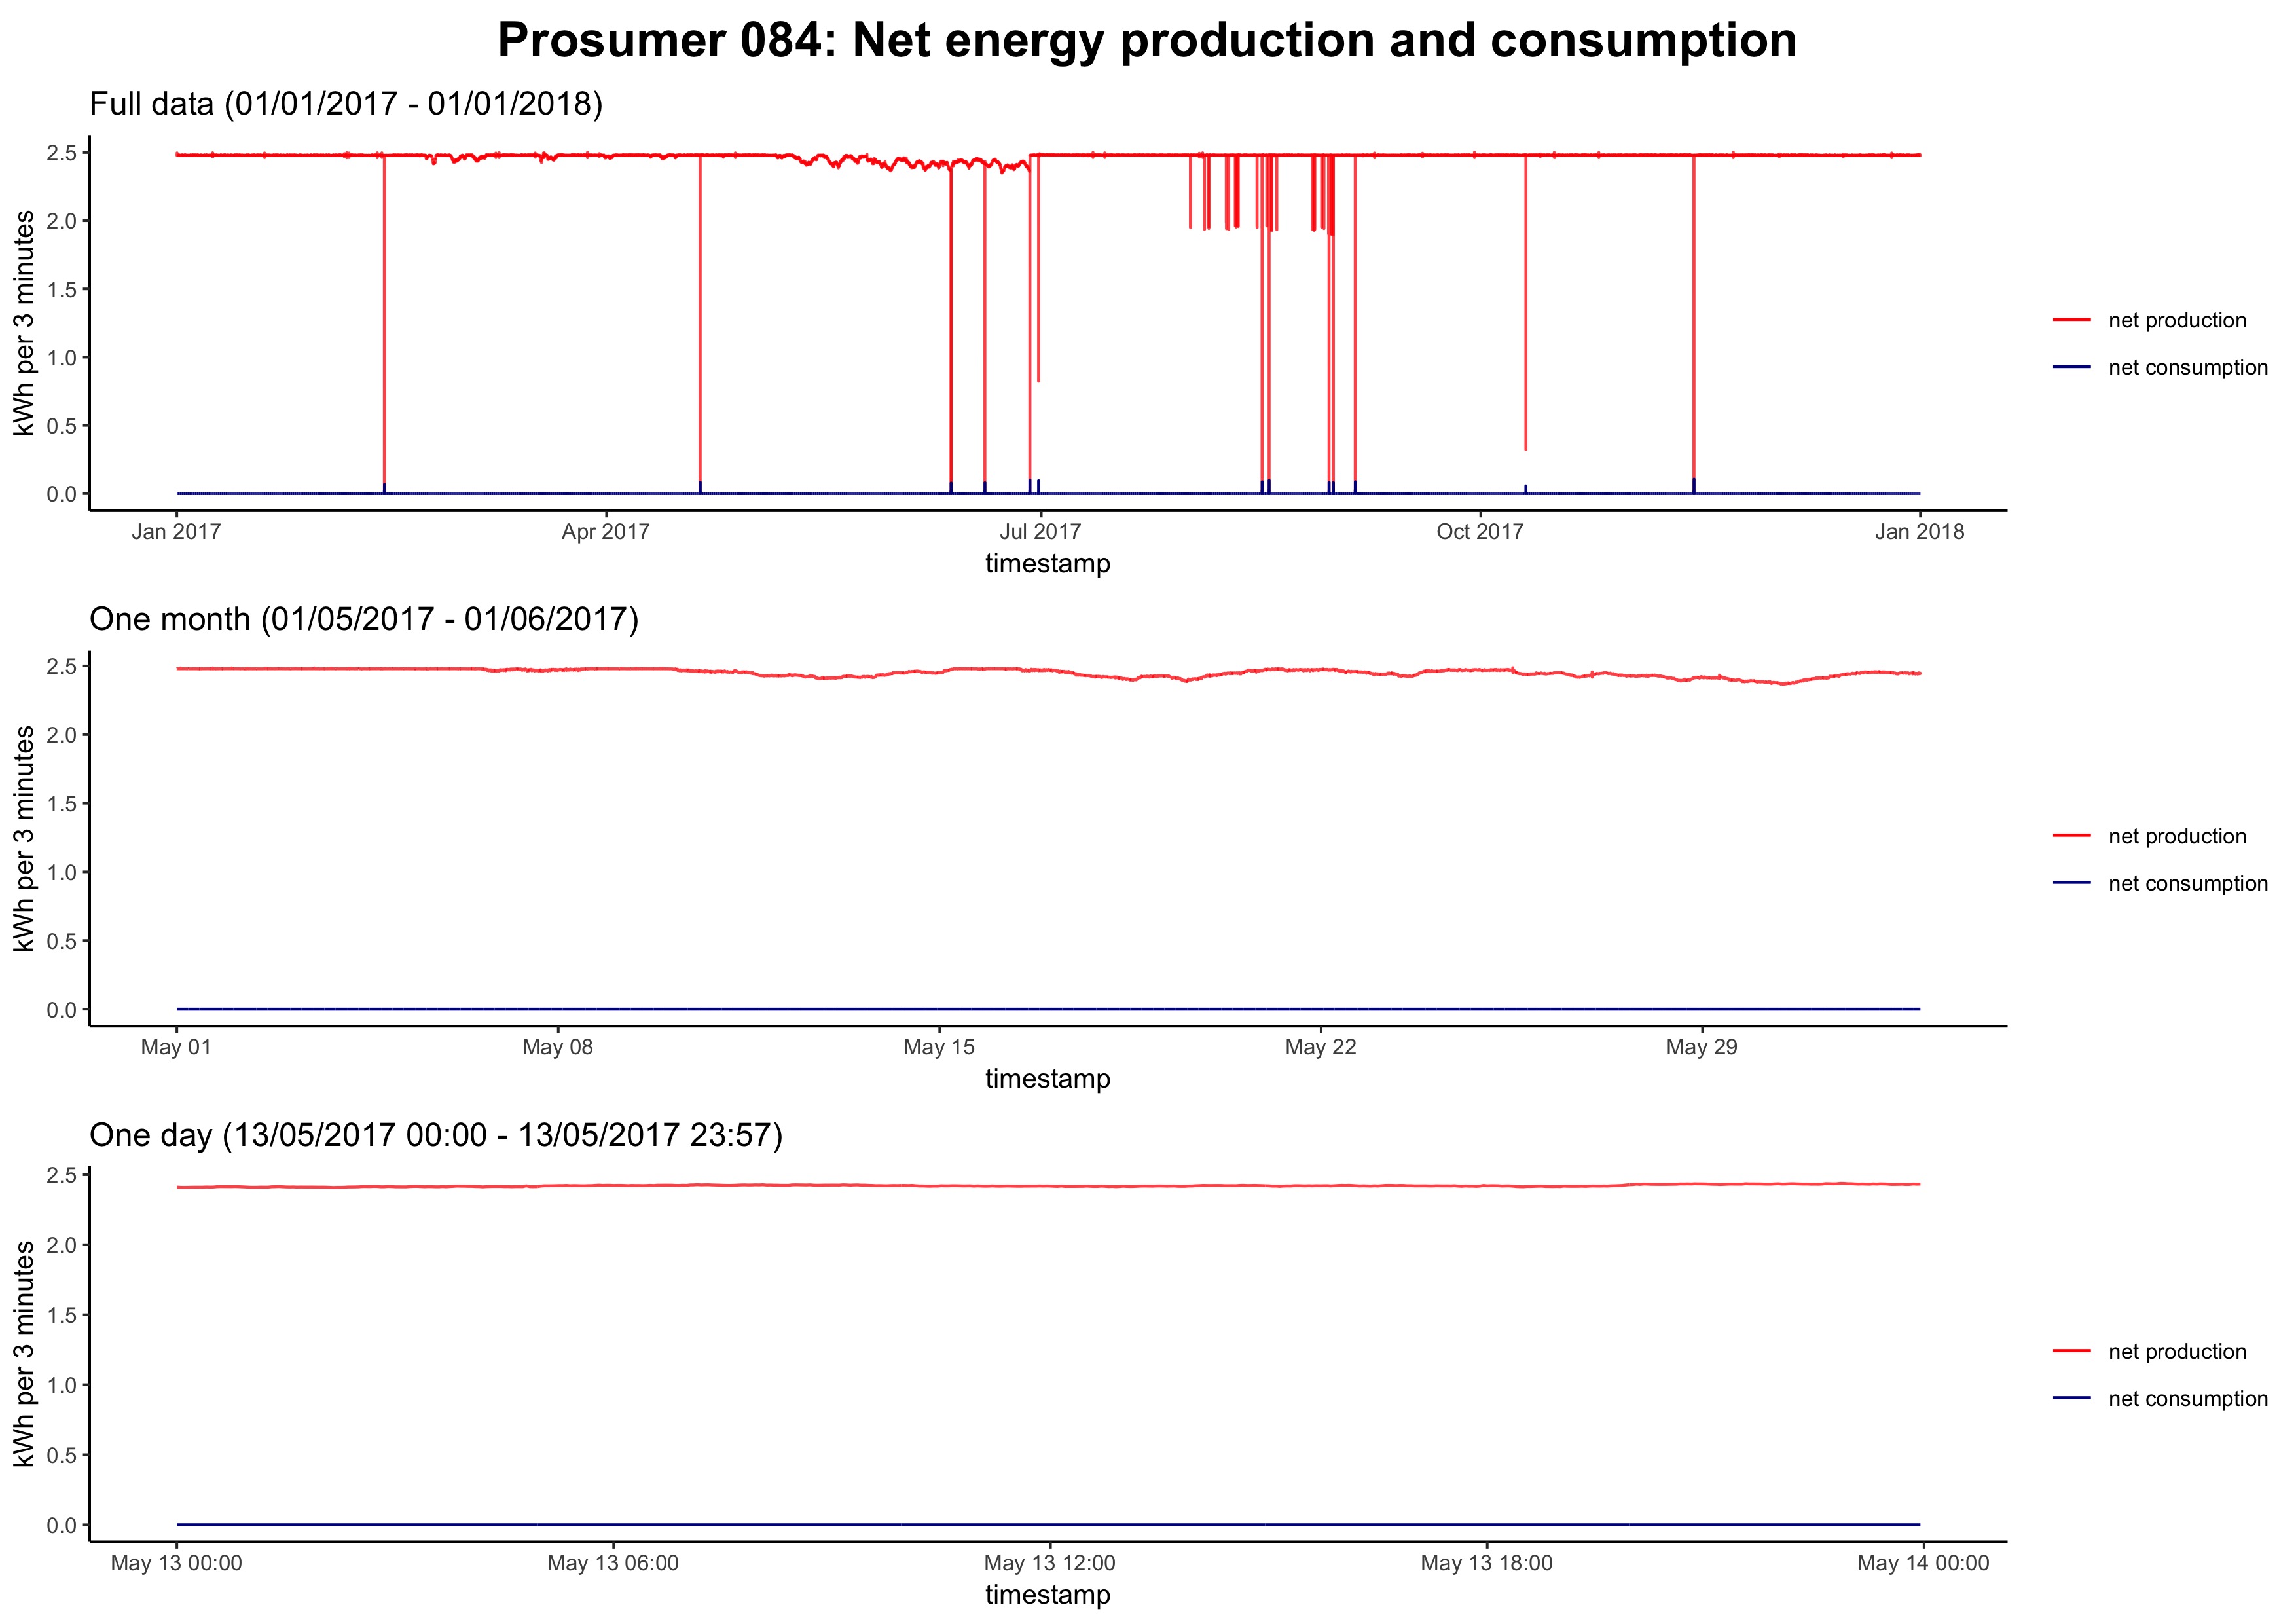 Prosumer 084: Net energy production and consumption
Full data (01/01/2017 - 01/01/2018)
kWh per 3 minutes
2.5
2.0
1.5
1.0
0.5
0.0
Jan 2017 Apr 2017 Jul 2017 Oct 2017 Jan 2018
timestamp
net production
net consumption
One month (01/05/2017 - 01/06/2017)
kWh per 3 minutes
2.5
2.0
1.5
1.0
0.5
0.0
May 01 May 08 May 15 May 22 May 29
timestamp
net production
net consumption
One day (13/05/2017 00:00 - 13/05/2017 23:57)
kWh per 3 minutes
2.5
2.0
1.5
1.0
0.5
0.0
May 13 00:00 May 13 06:00 May 13 12:00 May 13 18:00 May 14 00:00
timestamp
net production
net consumption